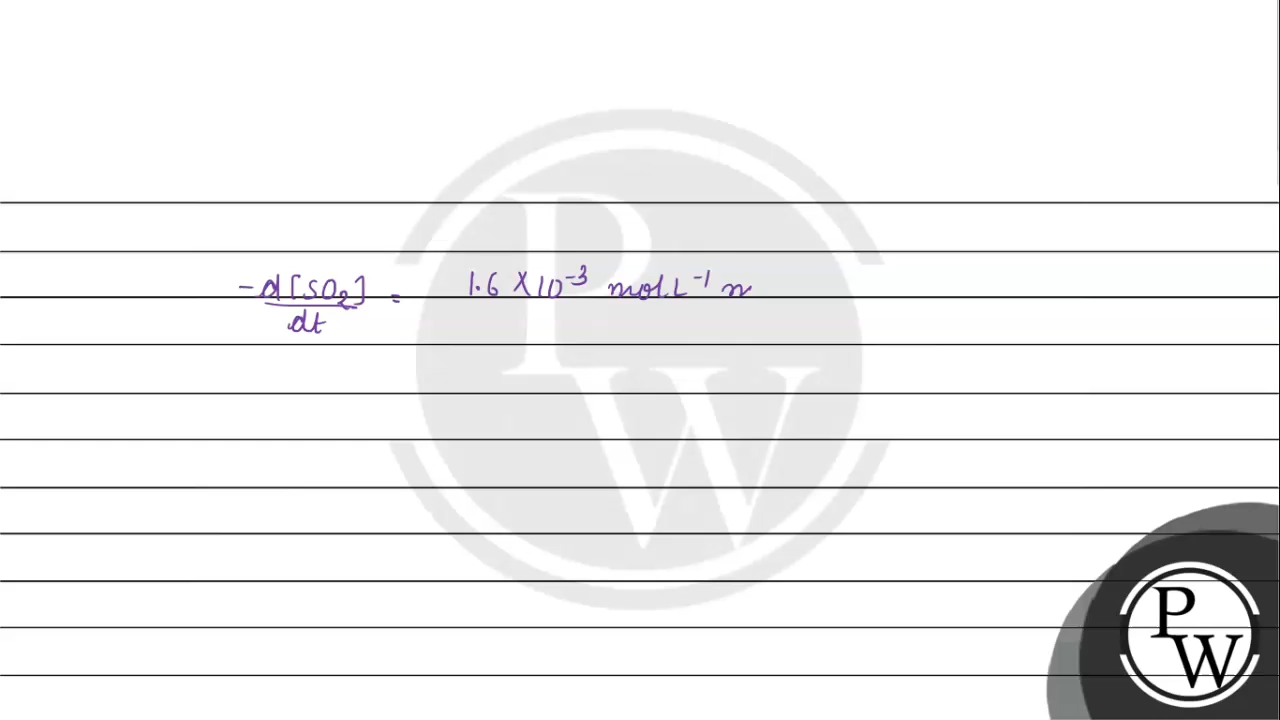 -d[SO₂]/dt = 1.6 × 10⁻³ mol.L⁻¹ m
P
W
P
W